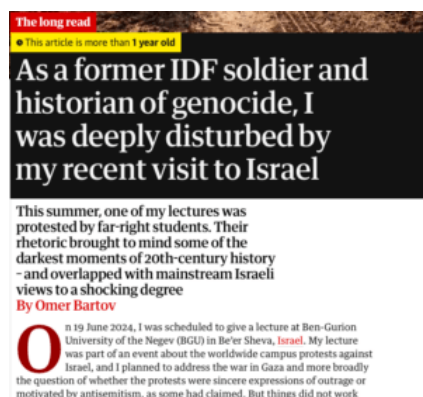 The long read
This article is more than 1 year old
As a former IDF soldier and
historian of genocide, I
was deeply disturbed by
my recent visit to Israel
This summer, one of my lectures was
protested by far-right students. Their
rhetoric brought to mind some of the
darkest moments of 20th-century history
– and overlapped with mainstream Israeli
views to a shocking degree
By Omer Bartov
On 19 June 2024, I was scheduled to give a lecture at Ben-Gurion
University of the Negev (BGU) in Be'er Sheva, Israel. My lecture
was part of an event about the worldwide campus protests against
Israel, and I planned to address the war in Gaza and more broadly
the question of whether the protests were sincere expressions of outrage or
motivated by antisemitism, as some had claimed. But things did not work